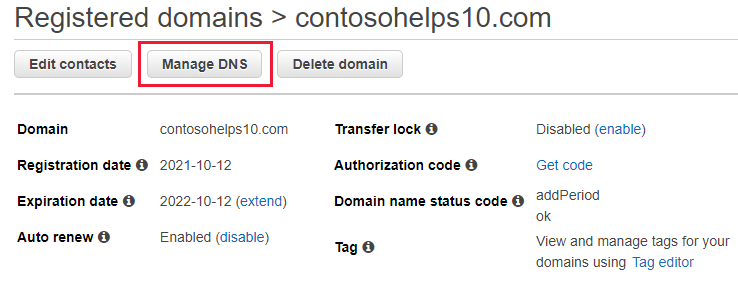 Registered domains > contosohelps10.com
Edit contacts Manage DNS Delete domain
Domain contosohelps10.com Transfer lock Disabled (enable)
Registration date 2021-10-12 Authorization code Get code
Expiration date 2022-10-12 (extend) Domain name status code addPeriod
ok
Auto renew Enabled (disable) Tag View and manage tags for your
domains using Tag editor